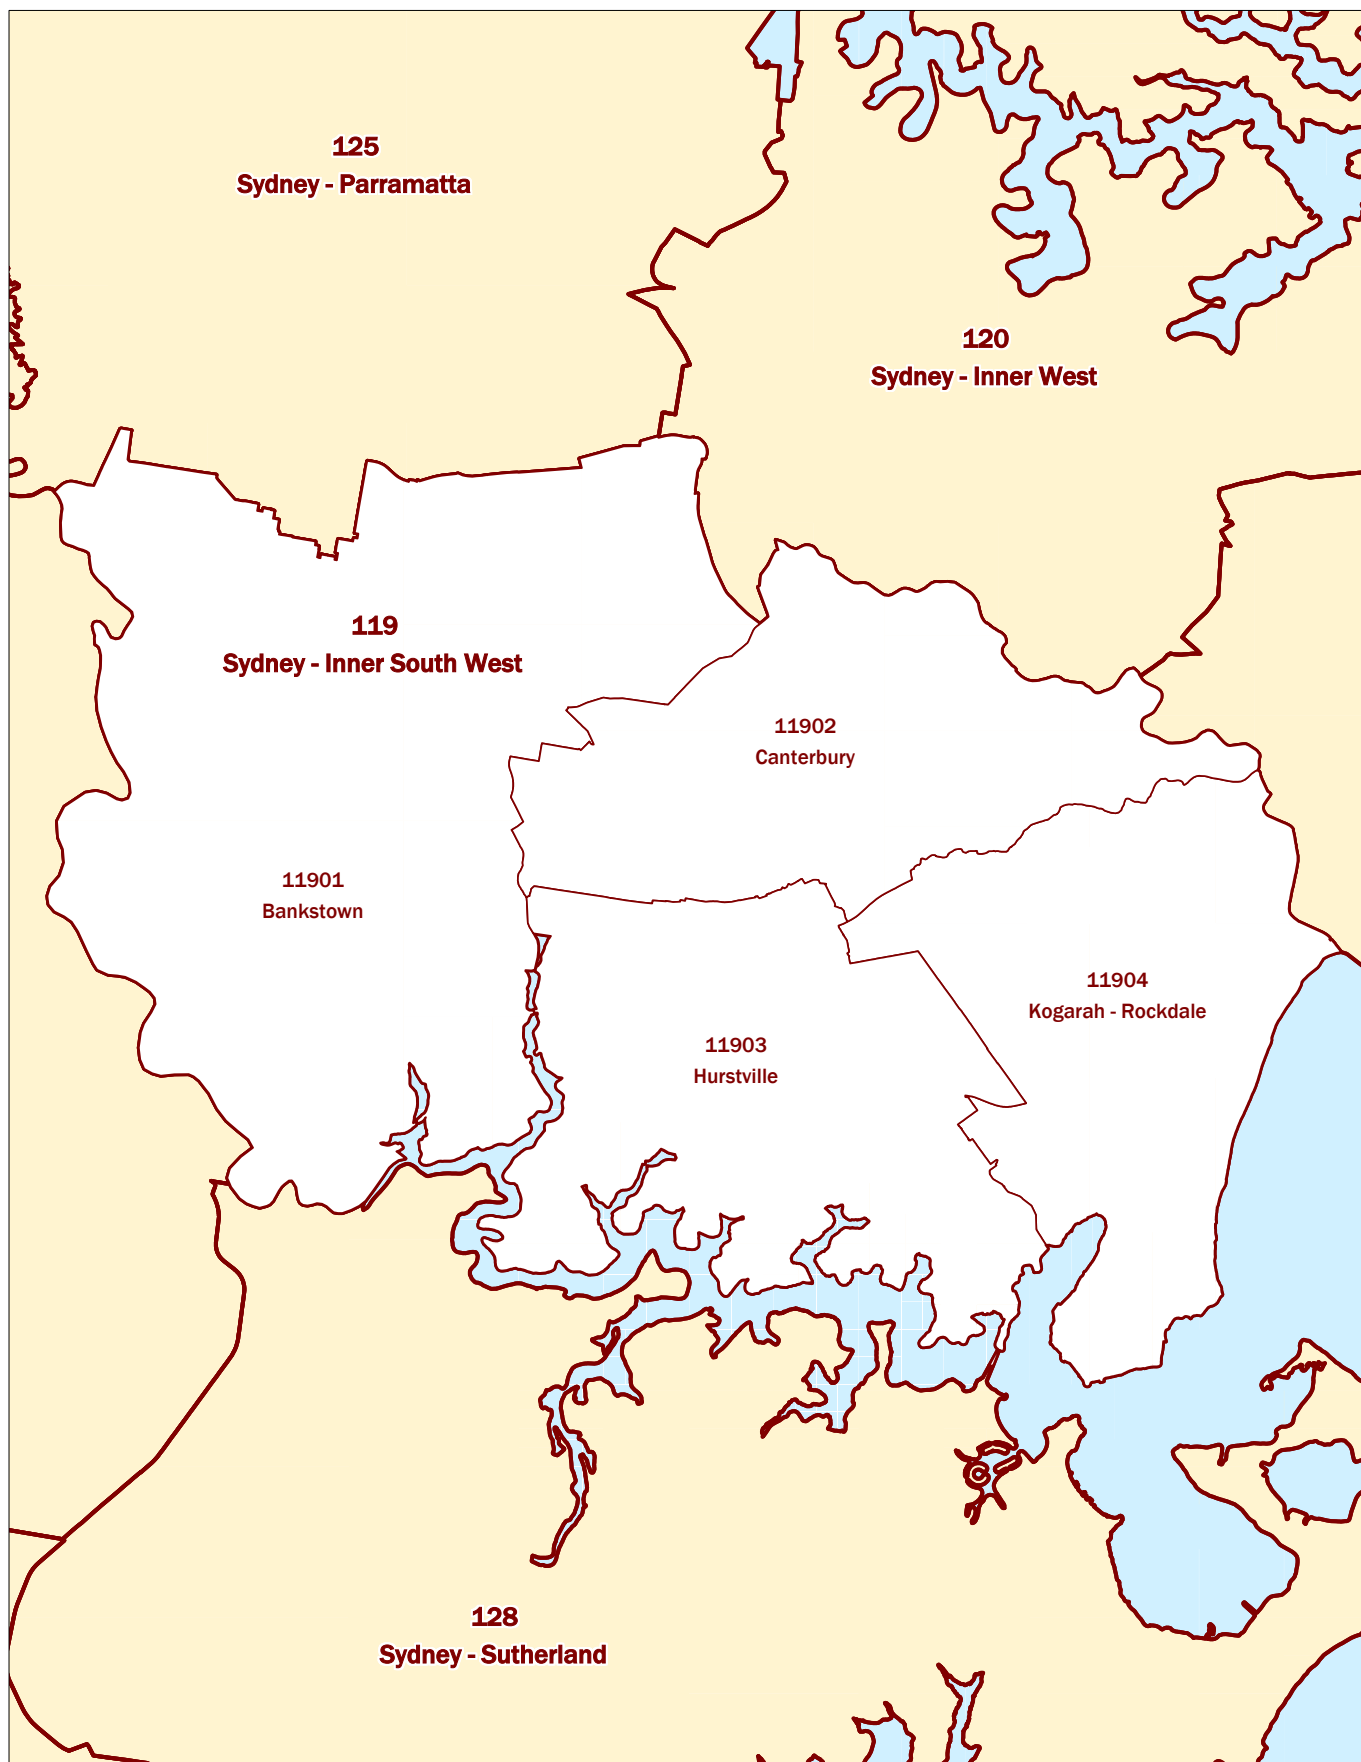 125
Sydney - Parramatta
120
Sydney - Inner West
119
Sydney - Inner South West
11902
Canterbury
11901
Bankstown
11904
Kogarah - Rockdale
11903
Hurstville
128
Sydney - Sutherland